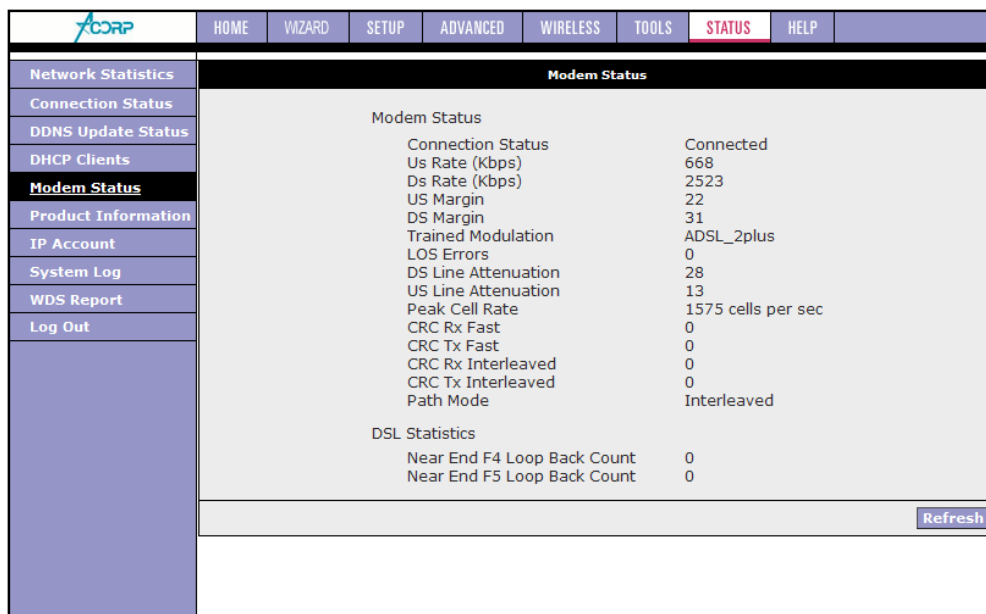 ACORP HOME WIZARD SETUP ADVANCED WIRELESS TOOLS STATUS HELP
Network Statistics
Connection Status
DDNS Update Status
DHCP Clients
Modem Status
Product Information
IP Account
System Log
WDS Report
Log Out
Modem Status
Modem Status
Connection Status Connected
Us Rate (Kbps) 668
Ds Rate (Kbps) 2523
US Margin 22
DS Margin 31
Trained Modulation ADSL_2plus
LOS Errors 0
DS Line Attenuation 28
US Line Attenuation 13
Peak Cell Rate 1575 cells per sec
CRC Rx Fast 0
CRC Tx Fast 0
CRC Rx Interleaved 0
CRC Tx Interleaved 0
Path Mode Interleaved
DSL Statistics
Near End F4 Loop Back Count 0
Near End F5 Loop Back Count 0
Refresh